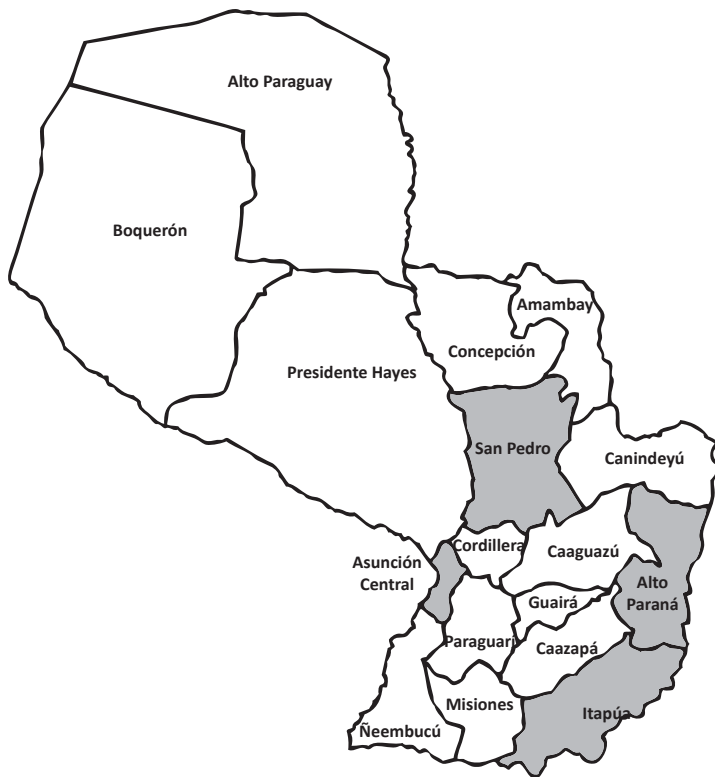 Alto Paraguay
Boquerón
Amambay
Concepción
Presidente Hayes
San Pedro
Canindeyú
Cordillera
Caaguazú
Asunción
Central
Alto
Paraná
Guairá
Paraguarí
Caazapá
Misiones
Itapúa
Ñeembucú